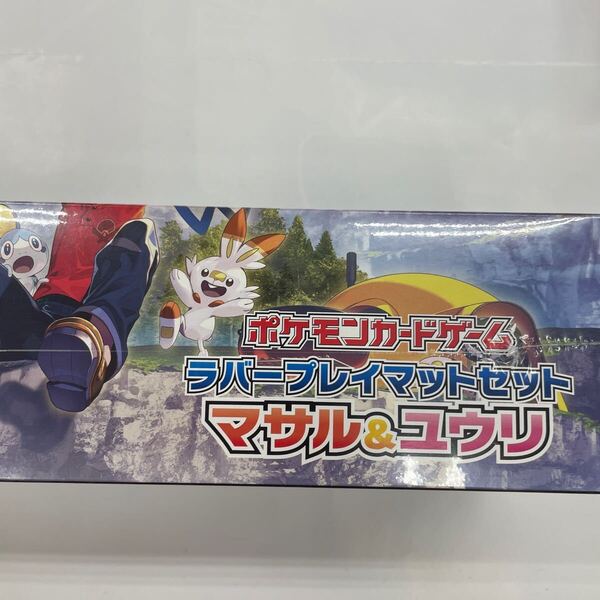 ポケモンカードゲーム
ラバープレイマットセット
マサル&ユウリ